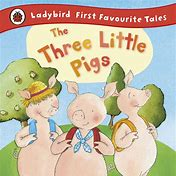 Ladybird First Favourite Tales
The
Three Little
Pigs